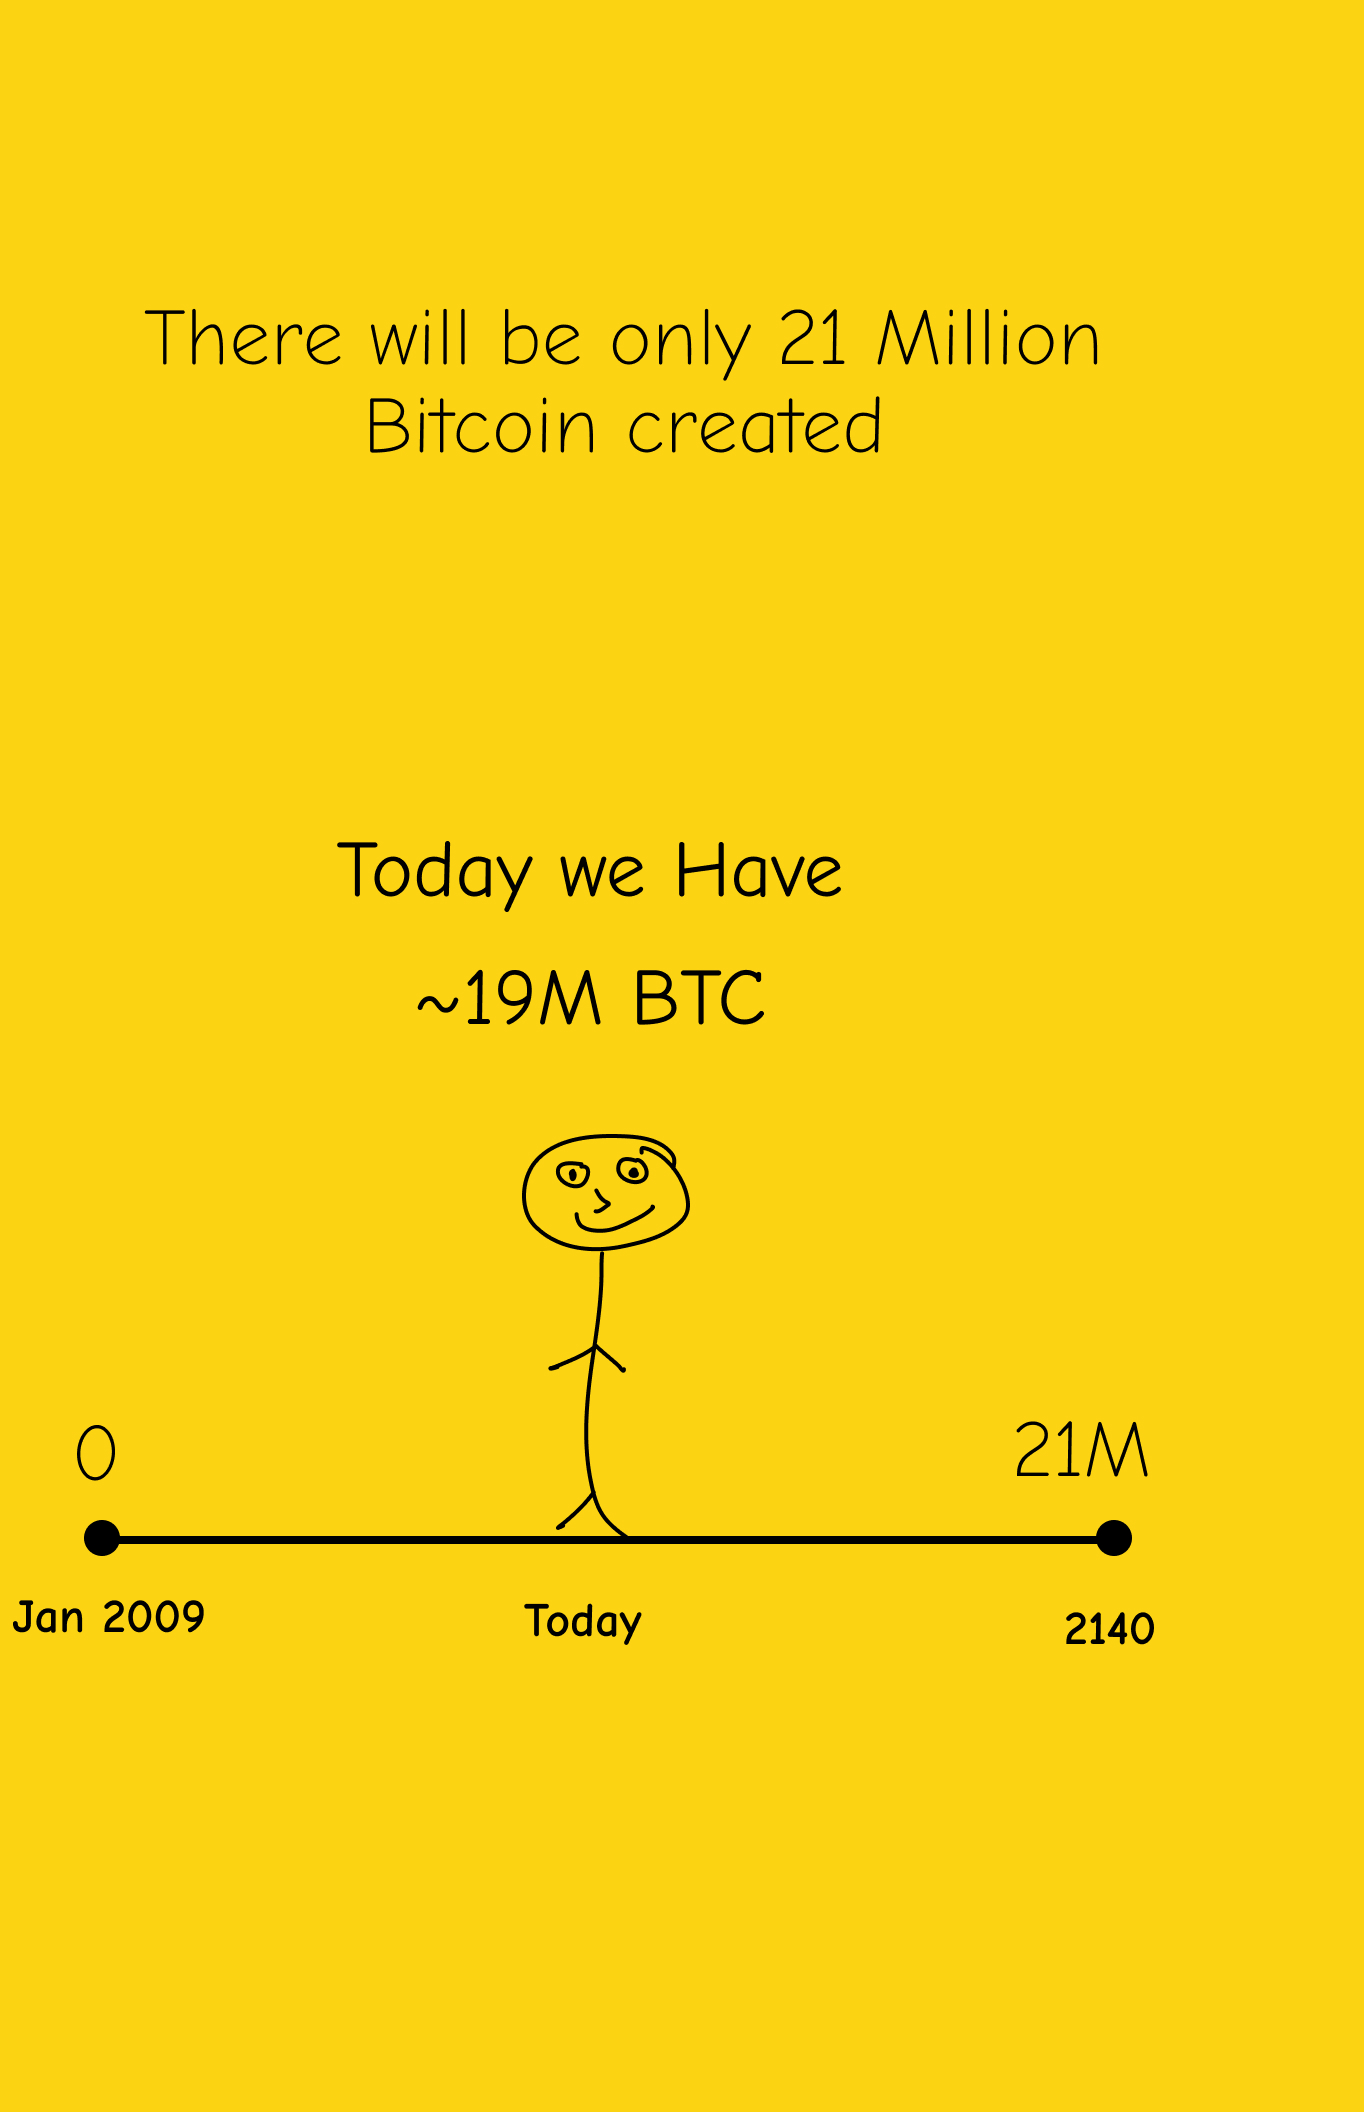 There will be only 21 Million
Bitcoin created
Today we Have
~19M BTC
0
21M
Jan 2009
Today
2140